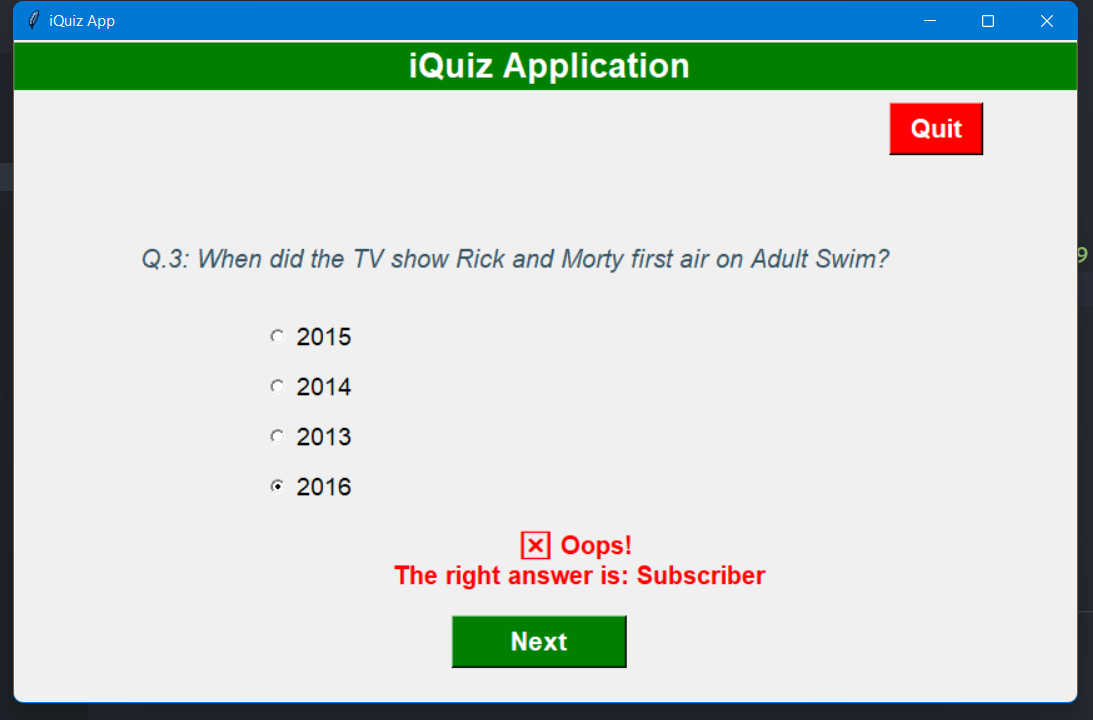 iQuiz App
iQuiz Application
Quit
9
Q.3: When did the TV show Rick and Morty first air on Adult Swim?
2015
2014
2013
2016
Oops!
The right answer is: Subscriber
Next